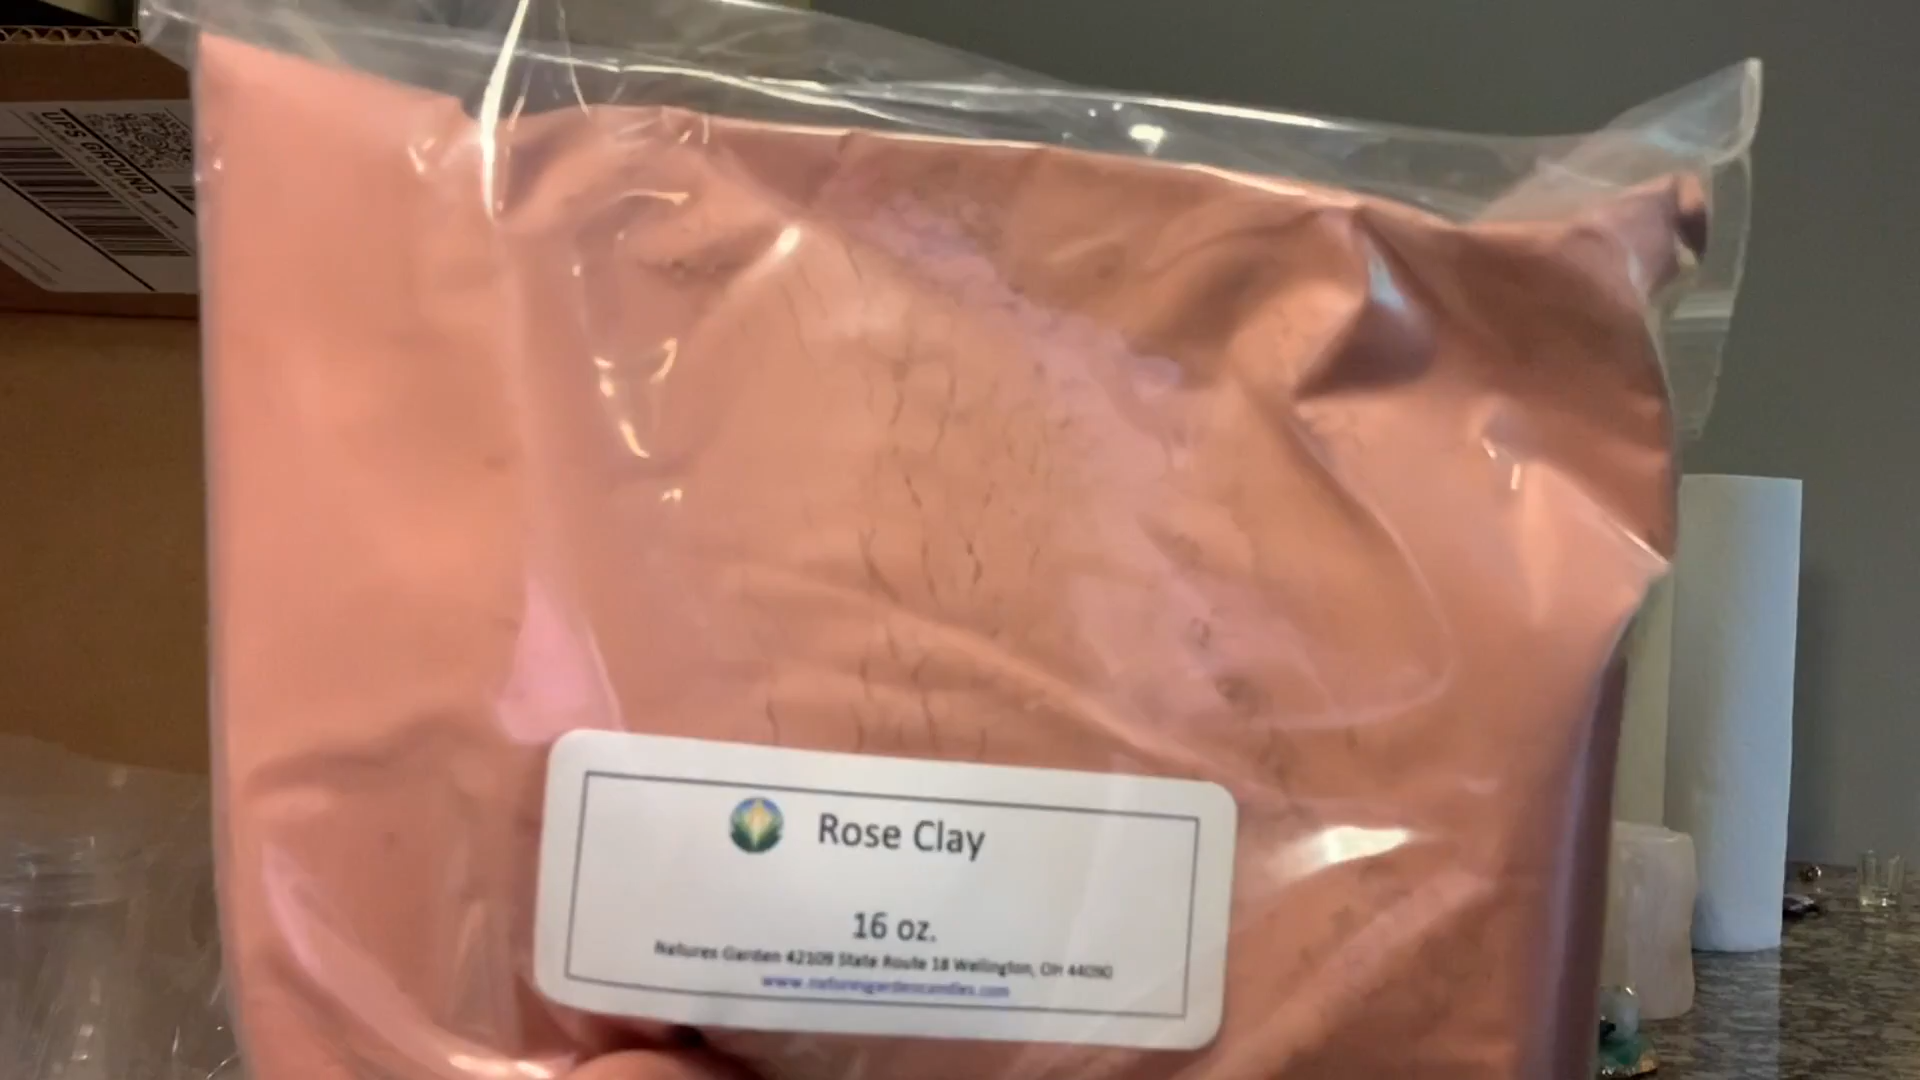 UPS GROUND
Rose Clay
16 oz.
Natures Garden 42109 State Route 18 Wellington, OH 44090
www.naturesgardencandles.com